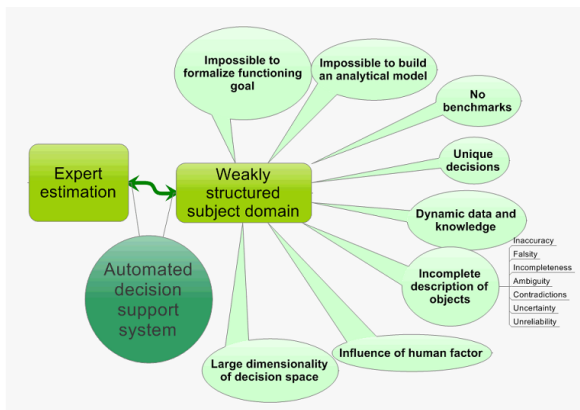 Impossible to
formalize functioning
goal
Impossible to build
an analytical model
No
benchmarks
Expert
estimation
Weakly
structured
subject domain
Unique
decisions
Dynamic data and
knowledge
Automated
decision
support
system
Incomplete
description of
objects
Inaccuracy
Falsity
Incompleteness
Ambiguity
Contradictions
Uncertainty
Unreliability
Large dimensionality
of decision space
Influence of human factor